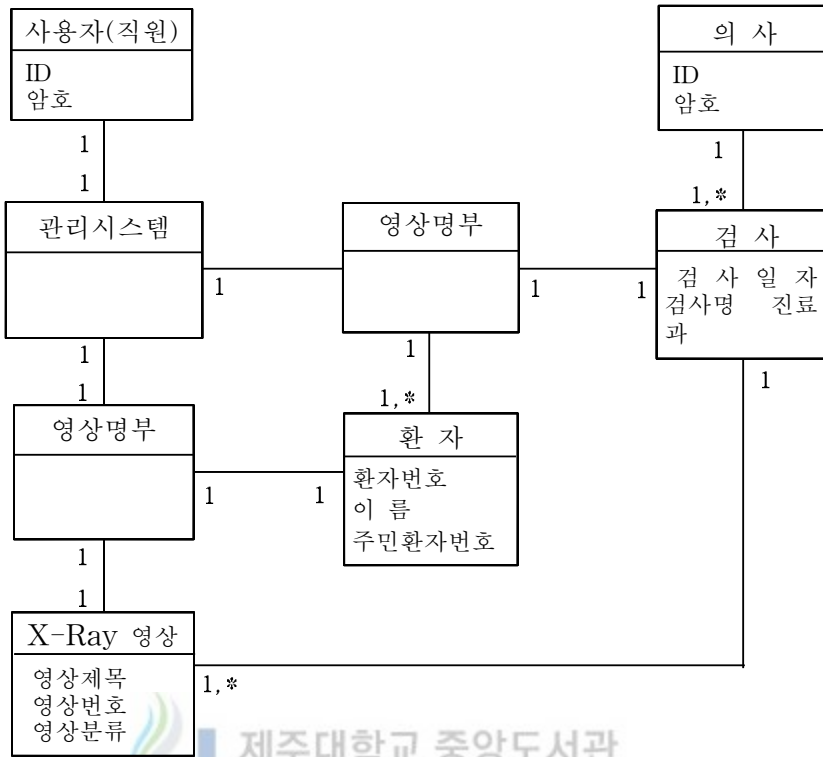 사용자(직원)
ID
암호
의 사
ID
암호
1
1
1
1,*
관리시스템
영상명부
검 사
검 사 일 자
검사명 진료
과
1
1
1
1
1
1
1,*
1
영상명부
환 자
환자번호
이 름
주민환자번호
1
1
1
1
X-Ray 영상
영상제목
영상번호
영상분류
1,*
제주대학교 중앙도서관